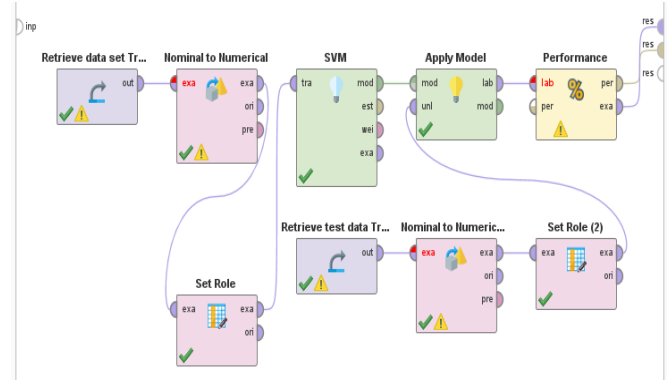 inp
res
res
res
Retrieve data set Tr...
out
Nominal to Numerical
exa
exa
ori
pre
SVM
tra
mod
est
wei
exa
Apply Model
mod
lab
unl
mod
Performance
lab
per
%
per
exa
Retrieve test data Tr...
out
Nominal to Numeric...
exa
exa
ori
pre
Set Role (2)
exa
exa
ori
Set Role
exa
exa
ori